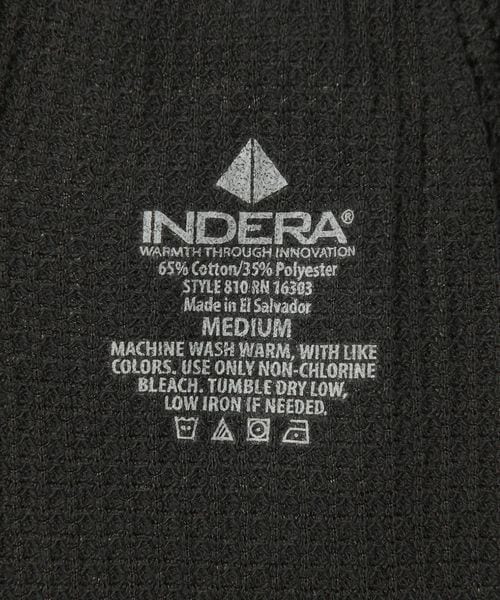 INDERA®
WARMTH THROUGH INNOVATION
65% Cotton/35% Polyester
STYLE 810 RN 16303
Made in El Salvador
MEDIUM
MACHINE WASH WARM, WITH LIKE
COLORS. USE ONLY NON-CHLORINE
BLEACH. TUMBLE DRY LOW,
LOW IRON IF NEEDED.